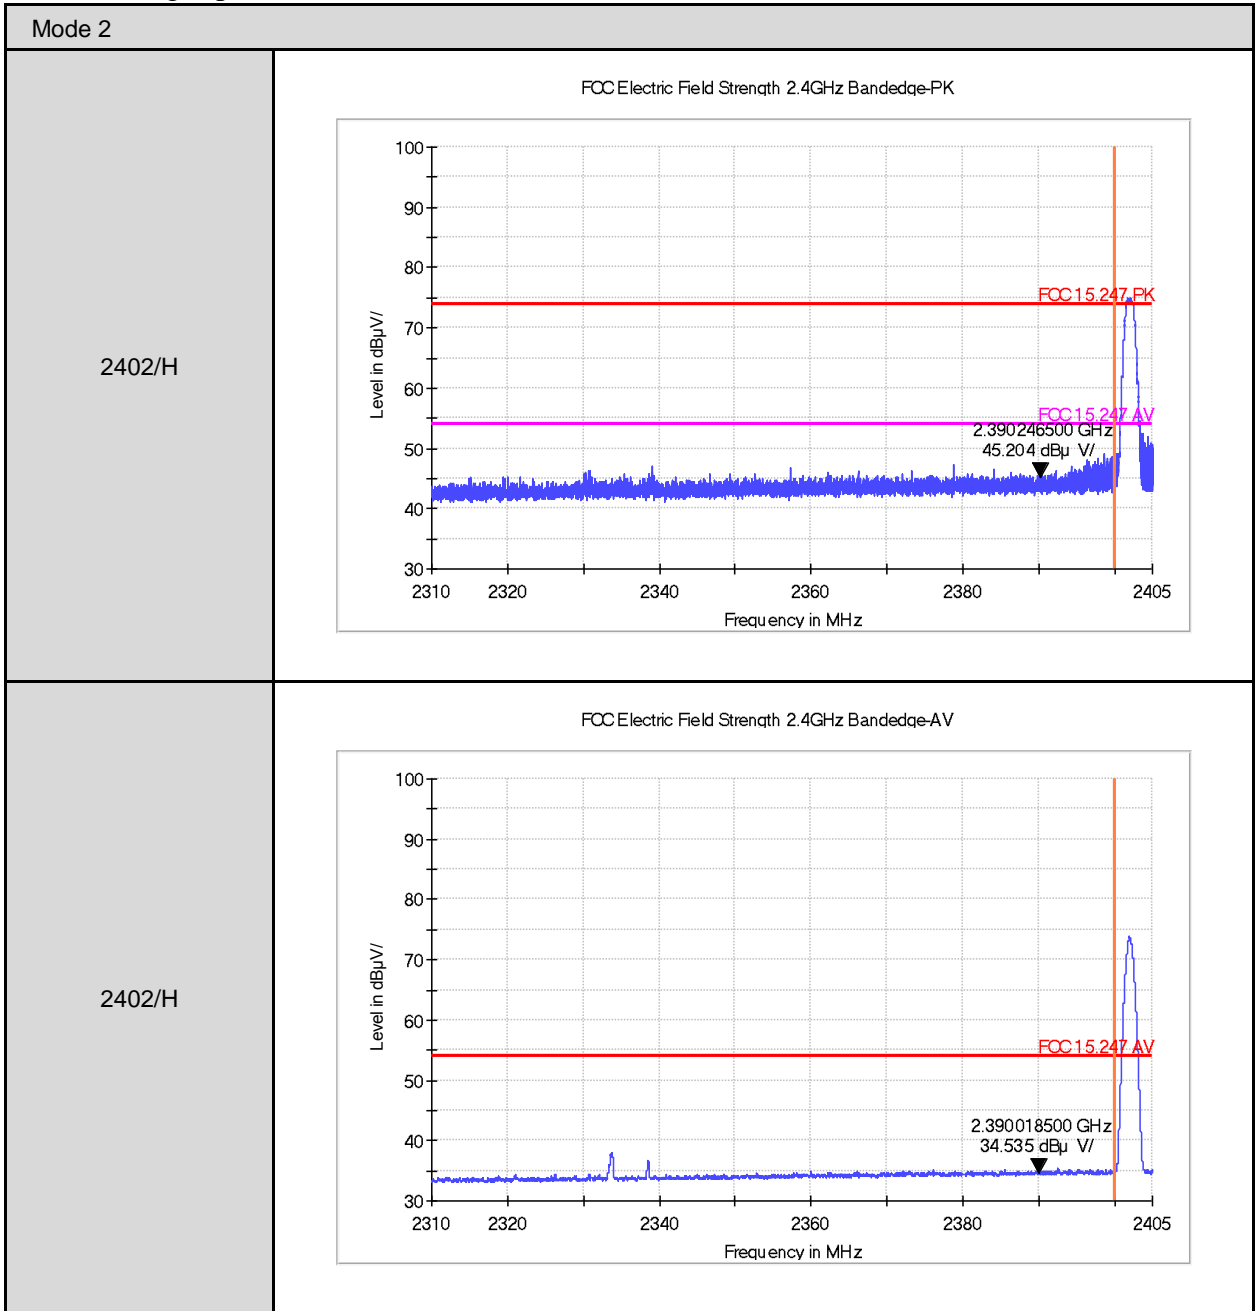 Mode 2
2402/H
FCC Electric Field Strength 2.4GHz Bandedge-PK
Level in dBµV/
100
90
80
70
60
50
40
30
FCC 15.247 PK
FCC 15.247 AV
2.390246500 GHz
45.204 dBµ V/
2310 2320 2340 2360 2380 2405
Frequency in MHz
2402/H
FCC Electric Field Strength 2.4GHz Bandedge-AV
Level in dBµV/
100
90
80
70
60
50
40
30
FCC 15.247 AV
2.390018500 GHz
34.535 dBµ V/
2310 2320 2340 2360 2380 2405
Frequency in MHz